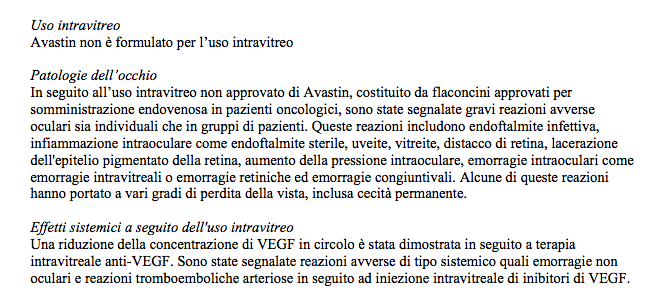 Uso intravitreo
Avastin non è formulato per l’uso intravitreo
Patologie dell’occhio
In seguito all’uso intravitreo non approvato di Avastin, costituito da flaconcini approvati per
somministrazione endovenosa in pazienti oncologici, sono state segnalate gravi reazioni avverse
oculari sia individuali che in gruppi di pazienti. Queste reazioni includono endoftalmite infettiva,
infiammazione intraoculare come endoftalmite sterile, uveite, vitreite, distacco di retina, lacerazione
dell'epitelio pigmentato della retina, aumento della pressione intraoculare, emorragie intraoculari come
emorragie intravitreali o emorragie retiniche ed emorragie congiuntivali. Alcune di queste reazioni
hanno portato a vari gradi di perdita della vista, inclusa cecità permanente.
Effetti sistemici a seguito dell'uso intravitreo
Una riduzione della concentrazione di VEGF in circolo è stata dimostrata in seguito a terapia
intravitreale anti-VEGF. Sono state segnalate reazioni avverse di tipo sistemico quali emorragie non
oculari e reazioni tromboemboliche arteriose in seguito ad iniezione intravitreale di inibitori di VEGF.